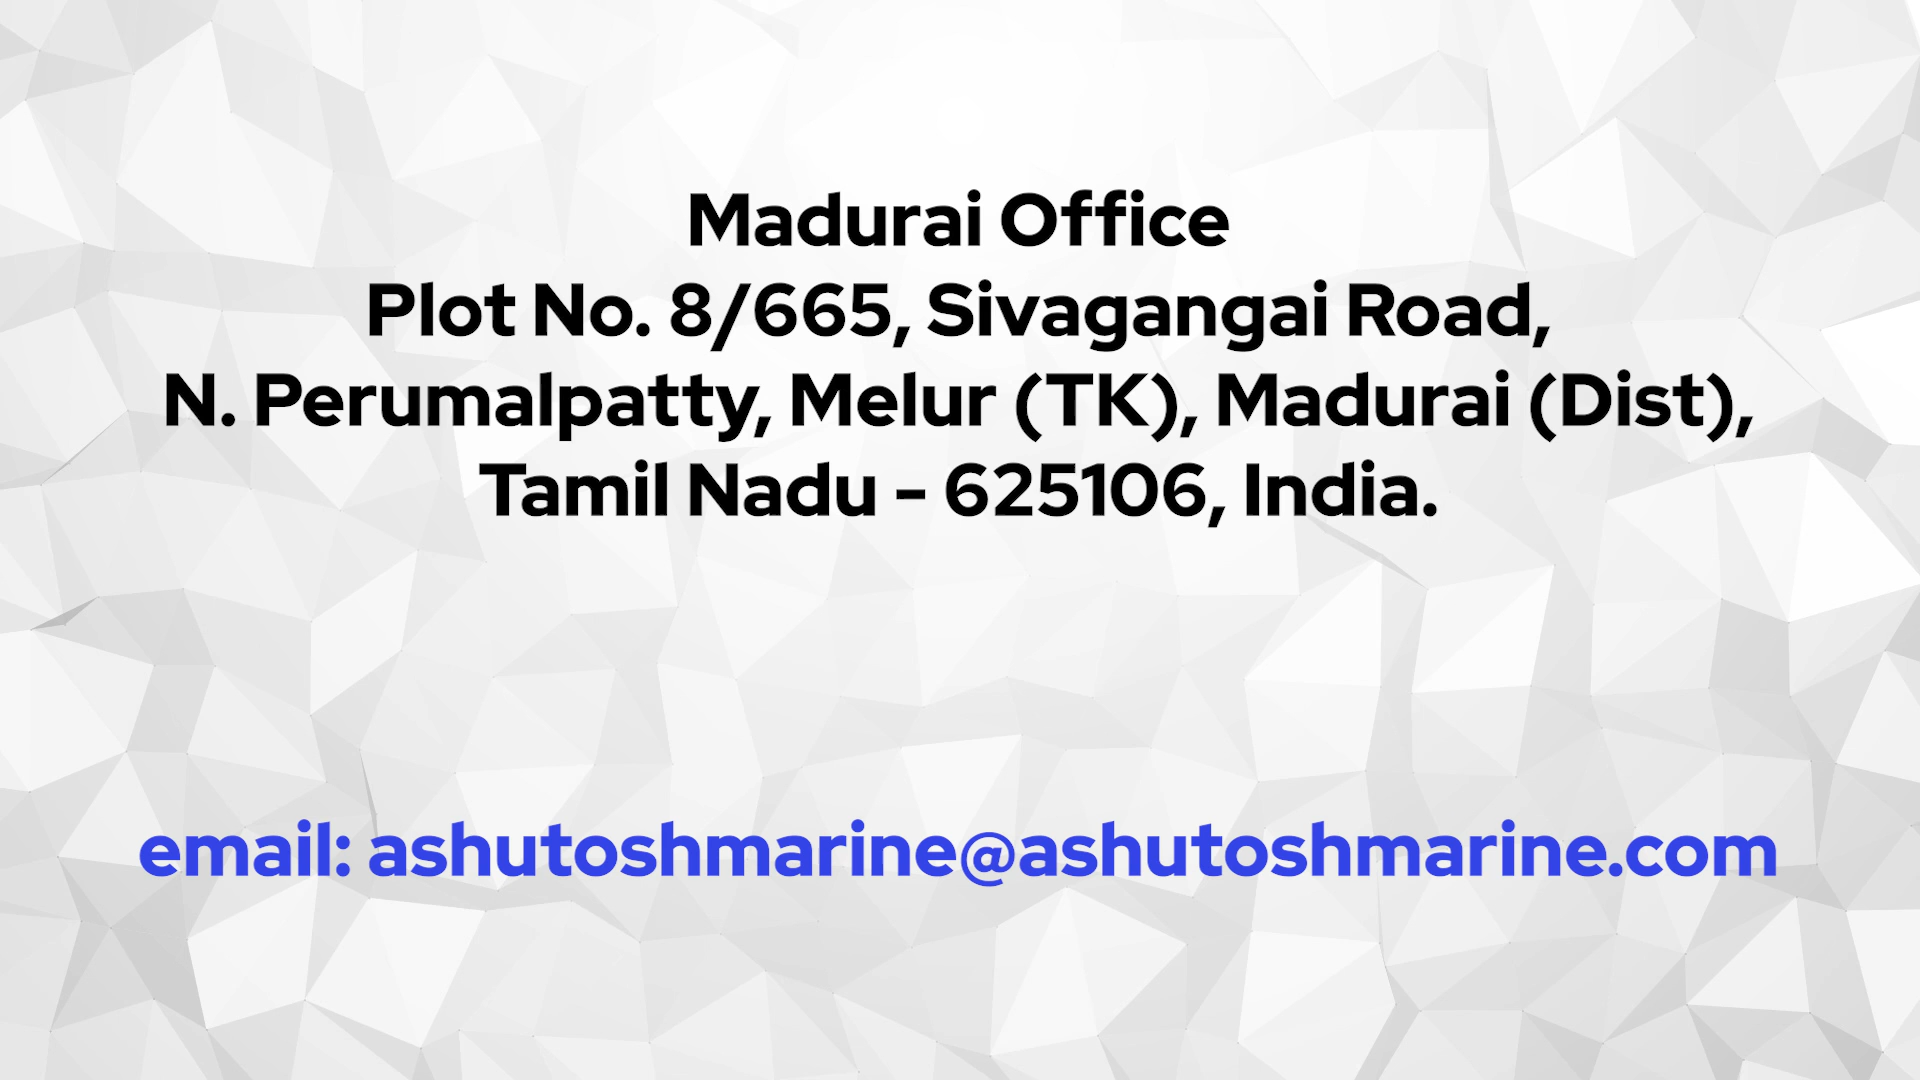 Madurai Office
Plot No. 8/665, Sivagangai Road,
N. Perumalpatty, Melur (TK), Madurai (Dist),
Tamil Nadu - 625106, India.
email: ashutoshmarine@ashutoshmarine.com